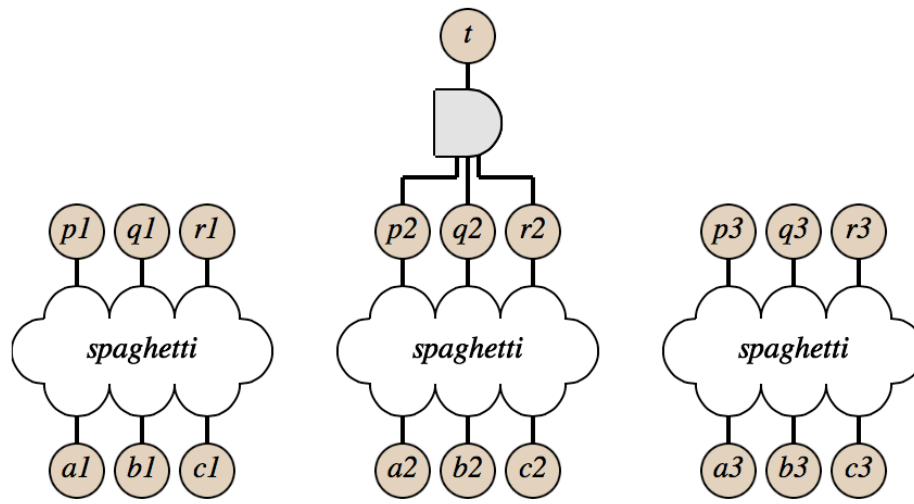 t
p1 q1 r1 p2 q2 r2 p3 q3 r3
spaghetti spaghetti spaghetti
a1 b1 c1 a2 b2 c2 a3 b3 c3